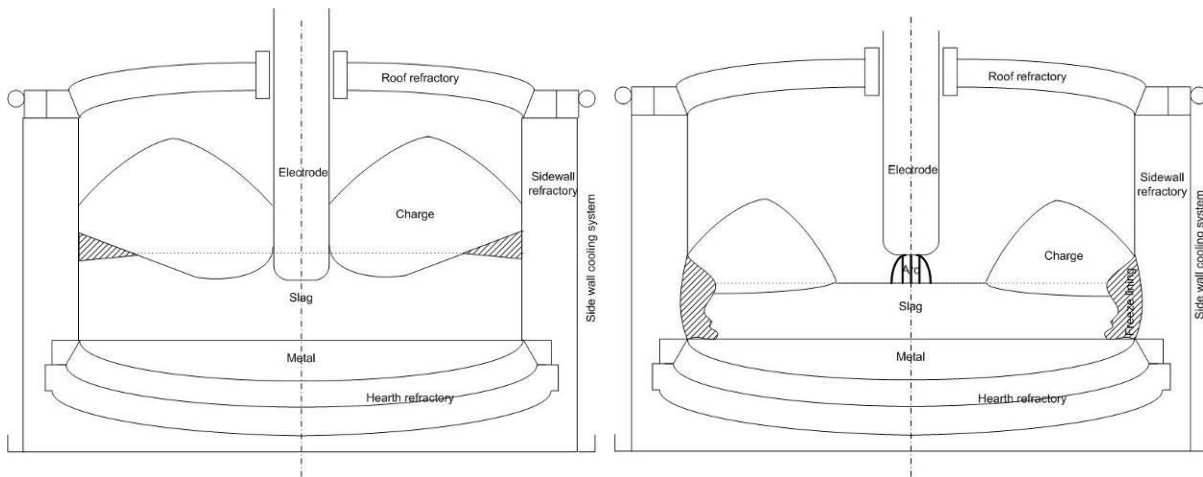 Roof refractory
Electrode
Sidewall
refractory
Charge
Slag
Metal
Hearth refractory
Side wall cooling system
Roof refractory
Electrode
Sidewall
refractory
Charge
Arc
Slag
Freeze lining
Metal
Hearth refractory
Side wall cooling system